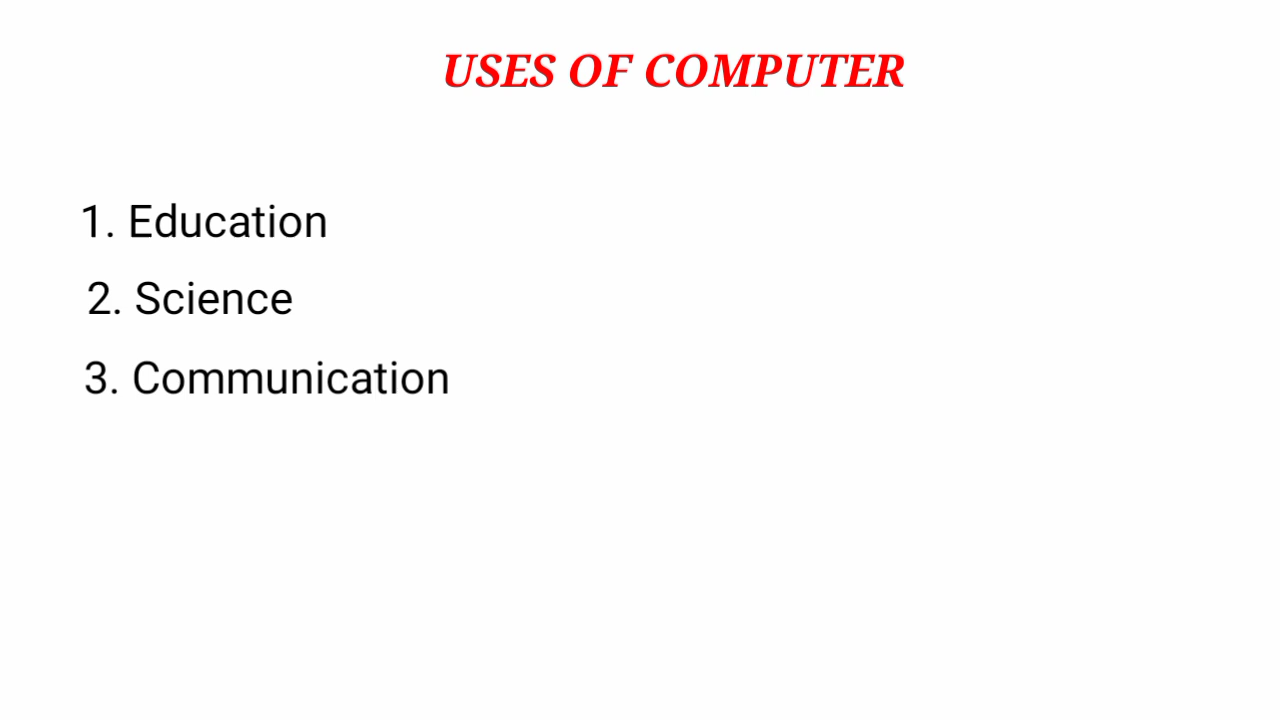 USES OF COMPUTER
1. Education
2. Science
3. Communication